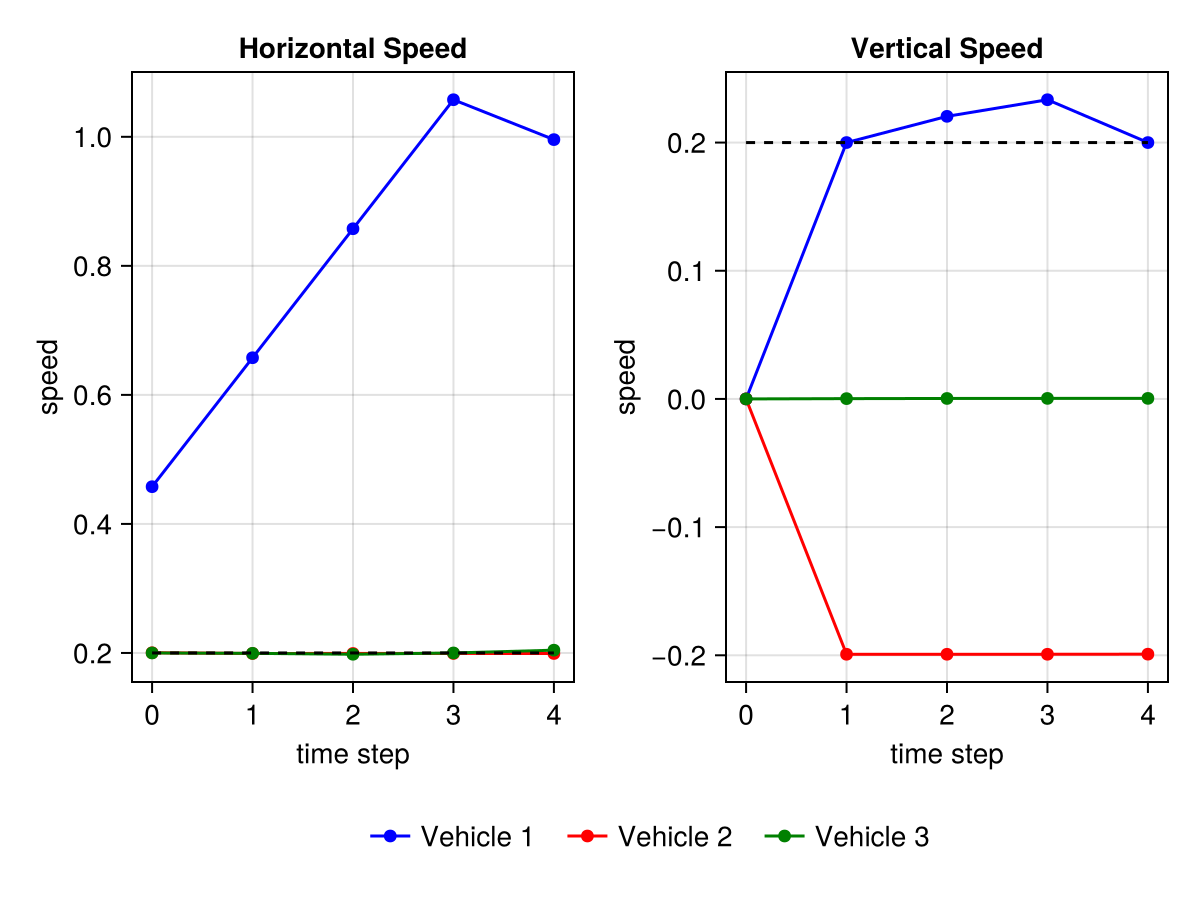 Horizontal Speed
speed
1.0
0.8
0.6
0.4
0.2
0 1 2 3 4
time step
Vertical Speed
speed
0.2
0.1
0.0
−0.1
−0.2
0 1 2 3 4
time step
Vehicle 1 Vehicle 2 Vehicle 3